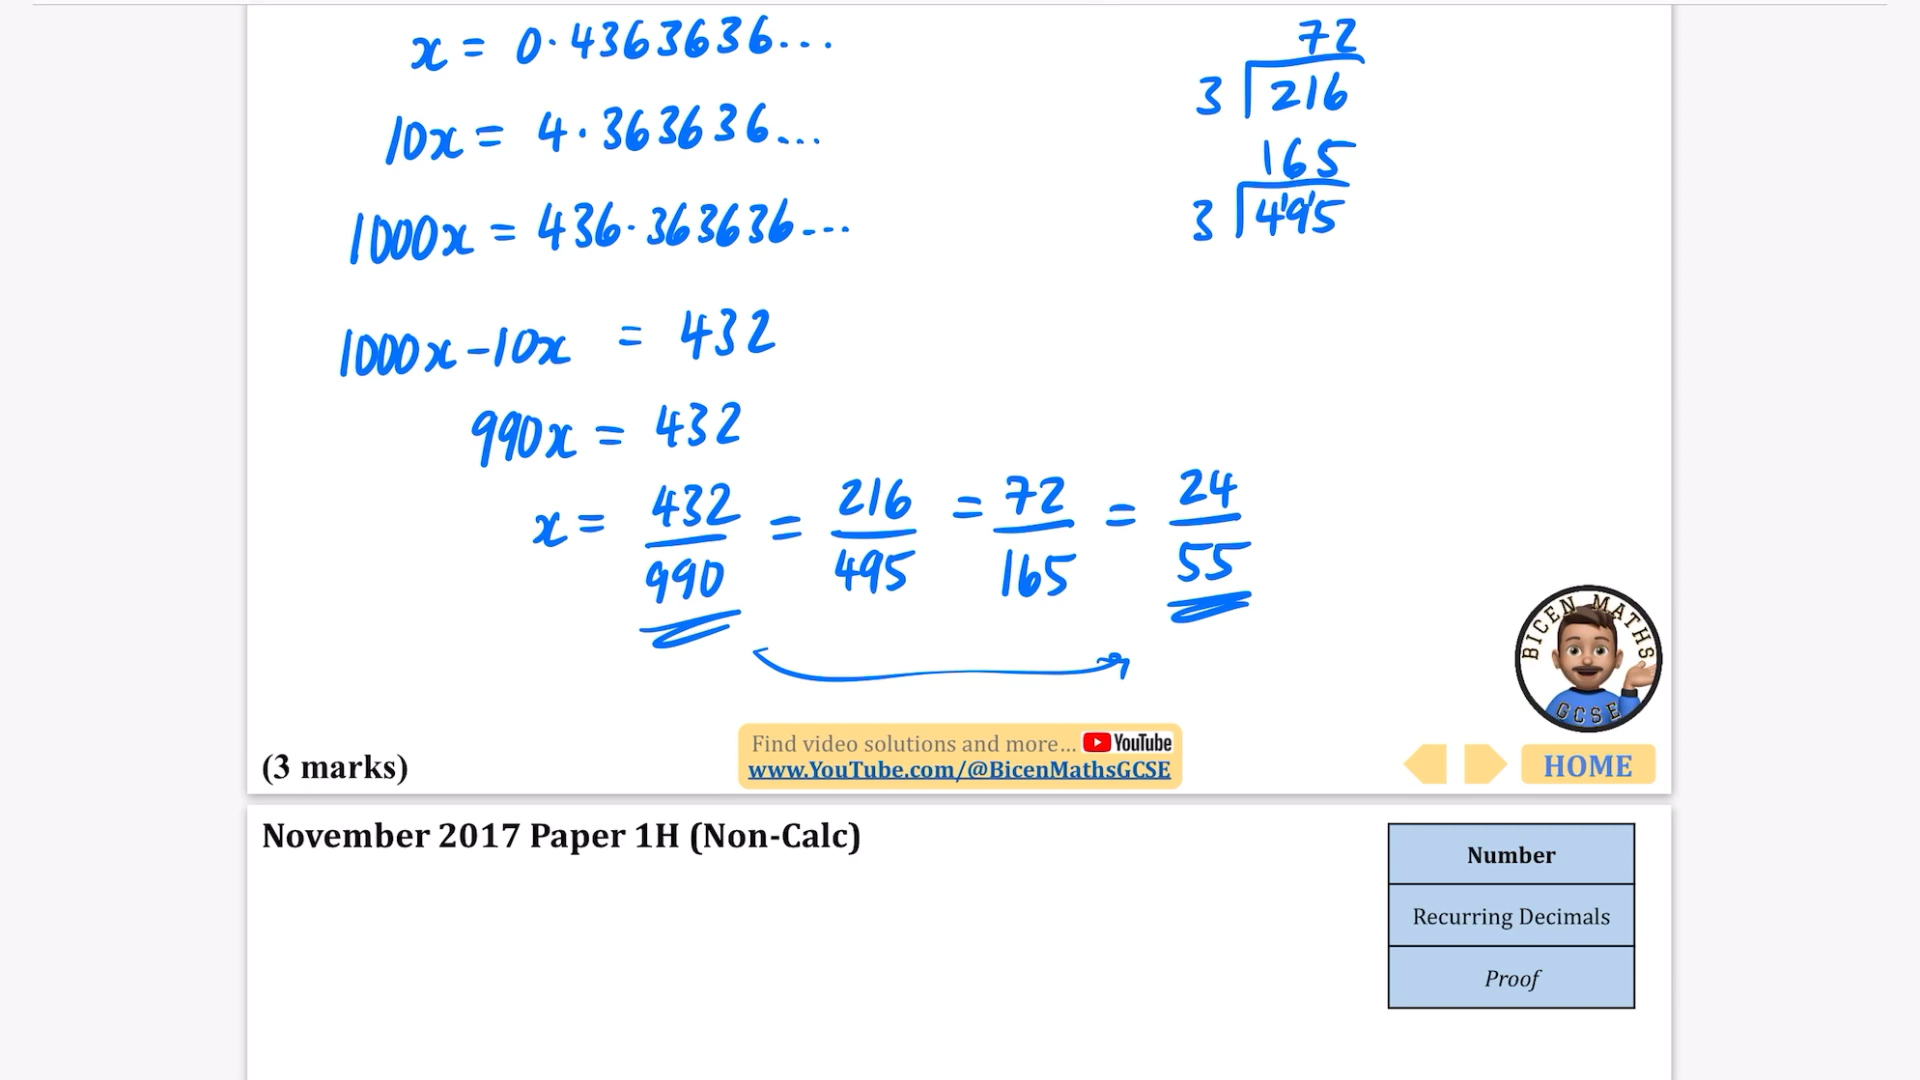 x = 0.4363636...
10x = 4.363636...
1000x = 436.363636...
1000x - 10x = 432
990x = 432
x = 432/990 = 216/495 = 72/165 = 24/55
72
3 216
165
3 4¹9¹5
BICEN MATHS
GCSE
(3 marks)
Find video solutions and more... YouTube
www.YouTube.com/@BicenMathsGCSE
HOME
November 2017 Paper 1H (Non-Calc)
Number
Recurring Decimals
Proof